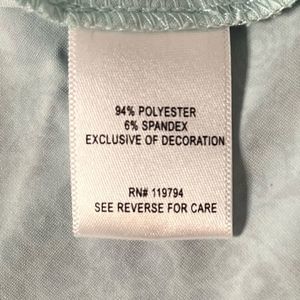 94% POLYESTER
6% SPANDEX
EXCLUSIVE OF DECORATION
RN# 119794
SEE REVERSE FOR CARE